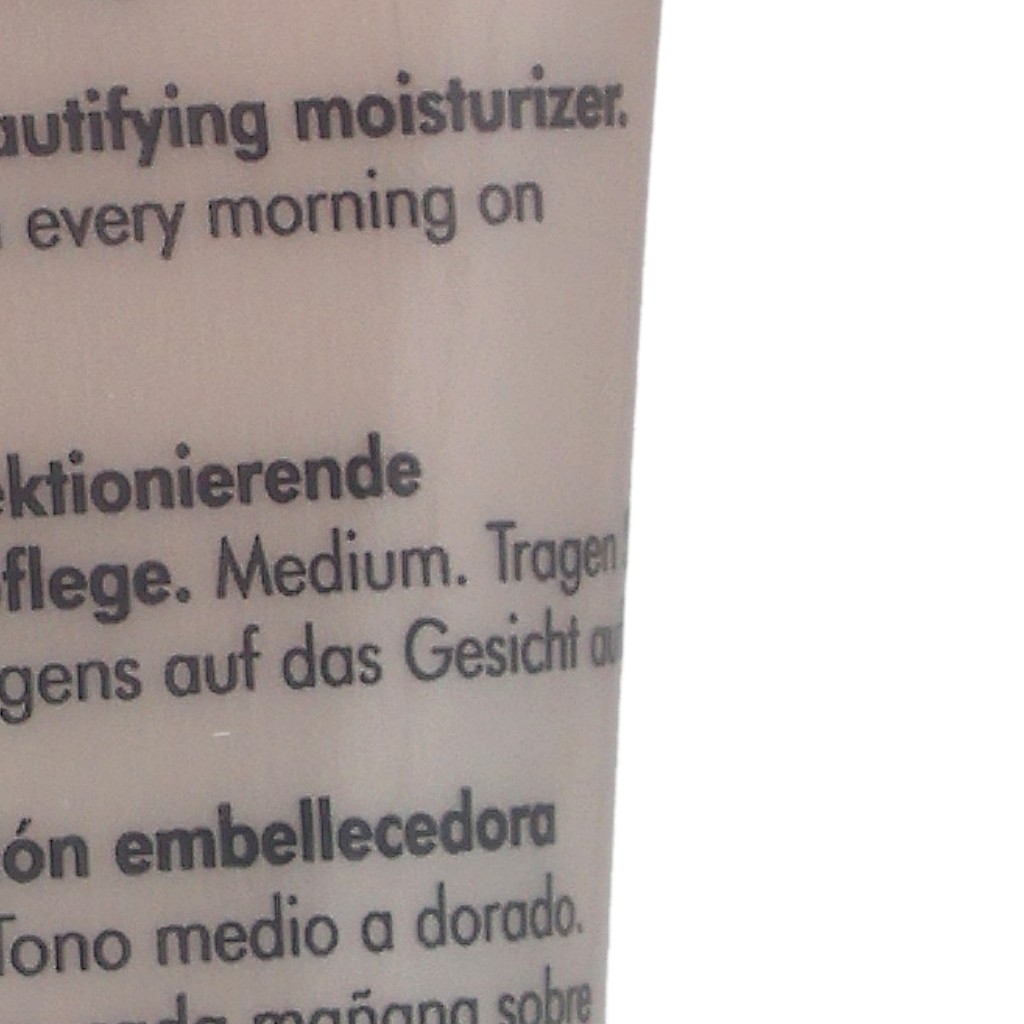 autifying moisturizer.
every morning on
ektionierende
flege. Medium. Tragen
gens auf das Gesicht au
ón embellecedora
Tono medio a dorado.
mañana sobre